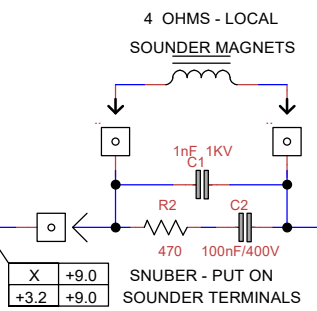 4 OHMS - LOCAL
SOUNDER MAGNETS
1nF 1KV
C1
R2
C2
470
100nF/400V
X +9.0
+3.2 +9.0
SNUBER - PUT ON
SOUNDER TERMINALS